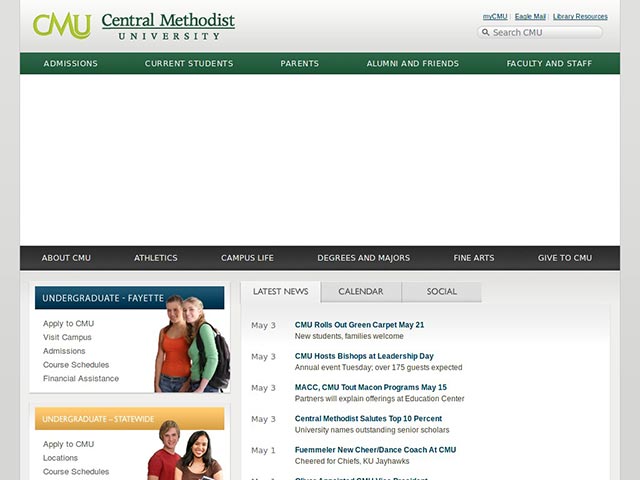 CMU Central Methodist
UNIVERSITY
myCMU | Eagle Mail | Library Resources
Search CMU
ADMISSIONS CURRENT STUDENTS PARENTS ALUMNI AND FRIENDS FACULTY AND STAFF
ABOUT CMU ATHLETICS CAMPUS LIFE DEGREES AND MAJORS FINE ARTS GIVE TO CMU
UNDERGRADUATE - FAYETTE
Apply to CMU
Visit Campus
Admissions
Course Schedules
Financial Assistance
UNDERGRADUATE – STATEWIDE
Apply to CMU
Locations
Course Schedules
LATEST NEWS CALENDAR SOCIAL
May 3 CMU Rolls Out Green Carpet May 21
New students, families welcome
May 3 CMU Hosts Bishops at Leadership Day
Annual event Tuesday; over 175 guests expected
May 3 MACC, CMU Tout Macon Programs May 15
Partners will explain offerings at Education Center
May 3 Central Methodist Salutes Top 10 Percent
University names outstanding senior scholars
May 1 Fuemmeler New Cheer/Dance Coach At CMU
Cheered for Chiefs, KU Jayhawks